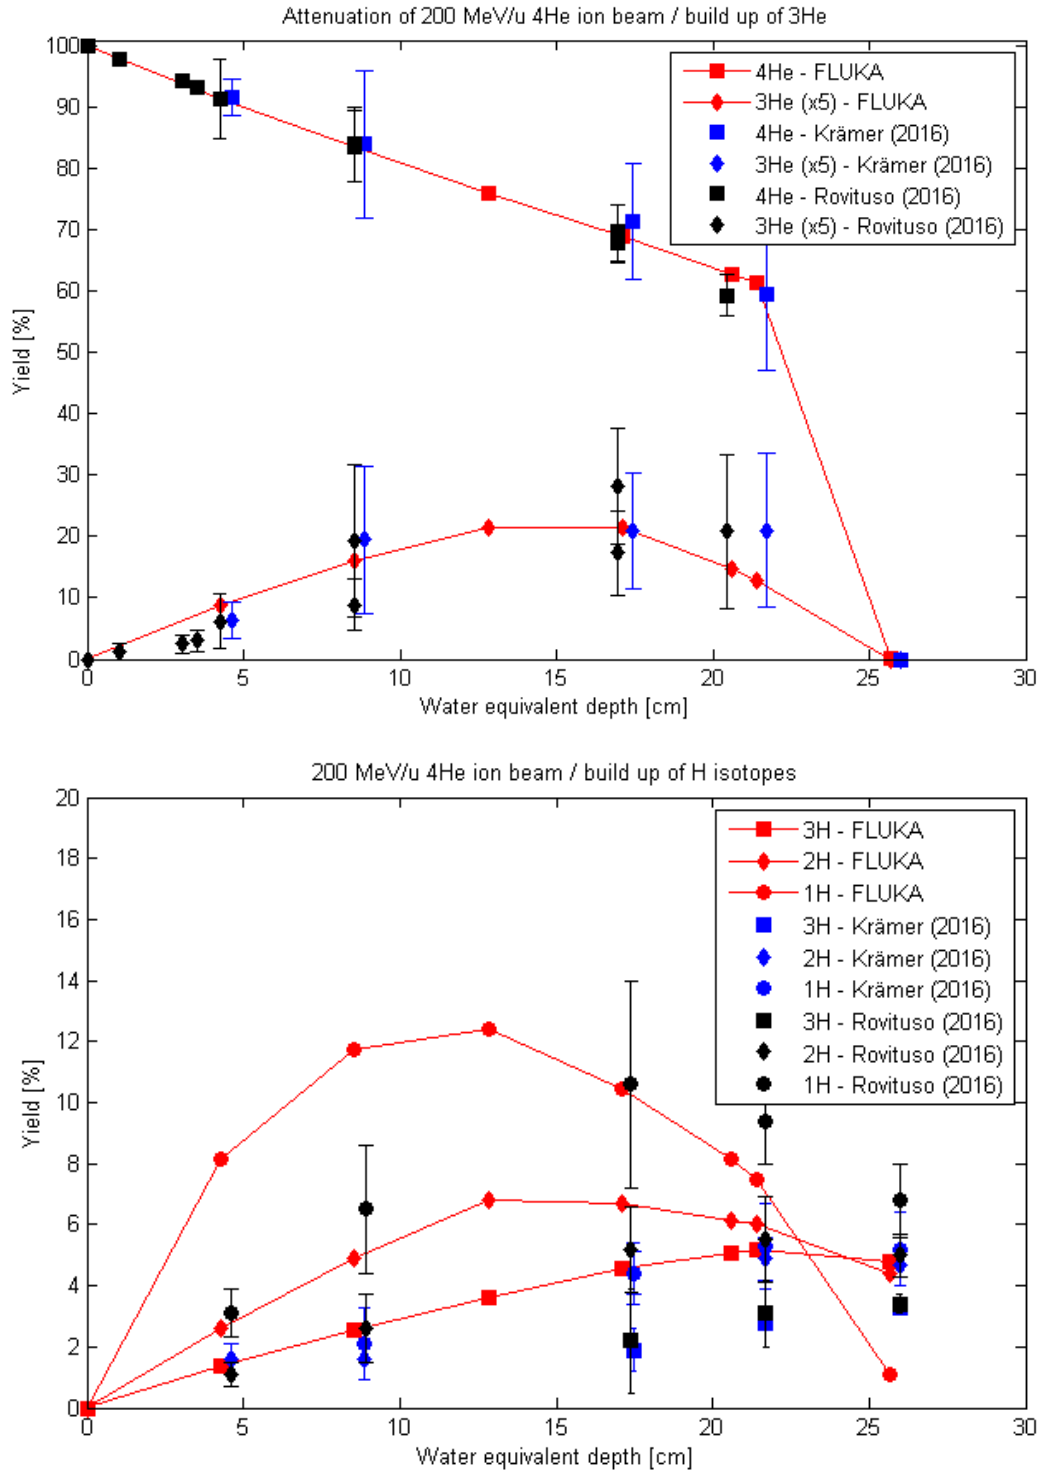 Attenuation of 200 MeV/u 4He ion beam / build up of 3He
100
90
80
70
60
50
40
30
20
10
0
Yield [%]
4He - FLUKA
3He (x5) - FLUKA
4He - Krämer (2016)
3He (x5) - Krämer (2016)
4He - Rovituso (2016)
3He (x5) - Rovituso (2016)
0 5 10 15 20 25 30
Water equivalent depth [cm]
200 MeV/u 4He ion beam / build up of H isotopes
20
18
16
14
12
10
8
6
4
2
0
Yield [%]
3H - FLUKA
2H - FLUKA
1H - FLUKA
3H - Krämer (2016)
2H - Krämer (2016)
1H - Krämer (2016)
3H - Rovituso (2016)
2H - Rovituso (2016)
1H - Rovituso (2016)
0 5 10 15 20 25 30
Water equivalent depth [cm]